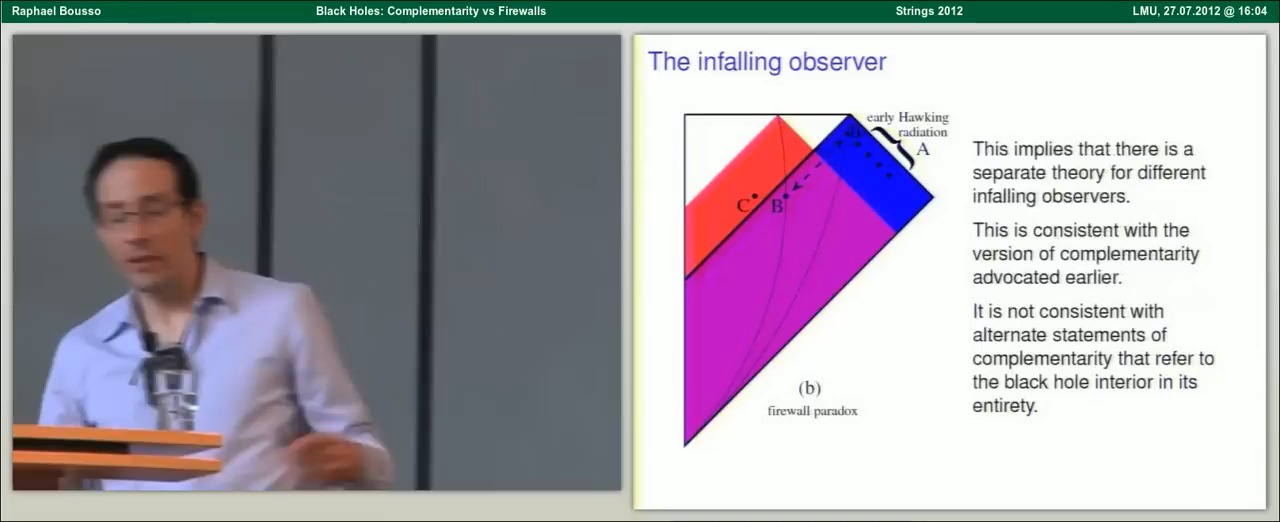 Raphael Bousso Black Holes: Complementarity vs Firewalls Strings 2012 LMU, 27.07.2012 @ 16:04
The infalling observer
early Hawking
radiation
A
C
B
(b)
firewall paradox
This implies that there is a
separate theory for different
infalling observers.
This is consistent with the
version of complementarity
advocated earlier.
It is not consistent with
alternate statements of
complementarity that refer to
the black hole interior in its
entirety.